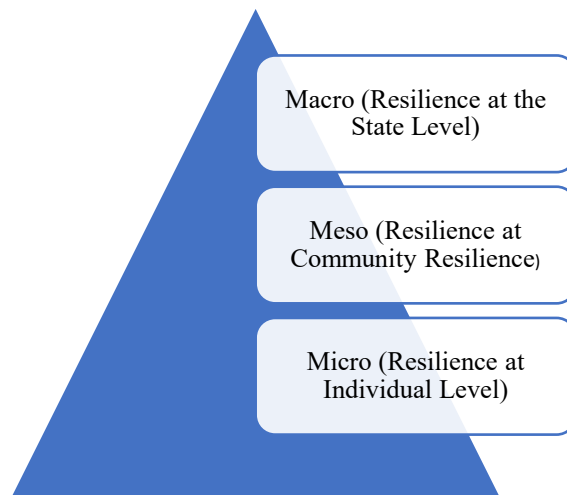 Macro (Resilience at the
State Level)
Meso (Resilience at
Community Resilience)
Micro (Resilience at
Individual Level)